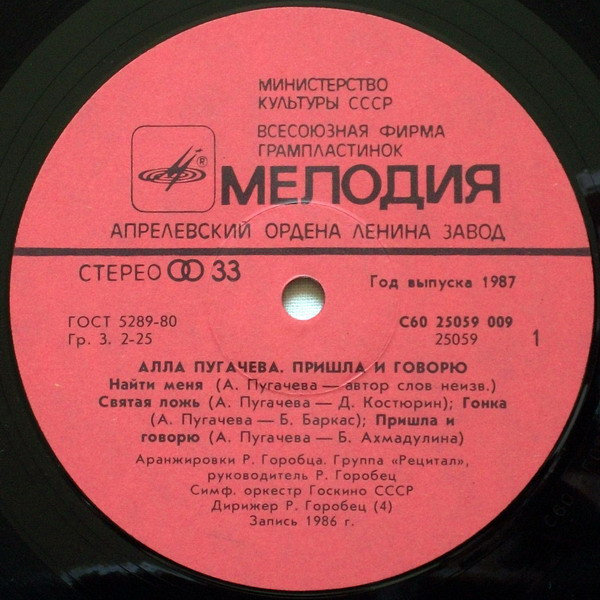 МИНИСТЕРСТВО
КУЛЬТУРЫ СССР
ВСЕСОЮЗНАЯ ФИРМА
ГРАМПЛАСТИНОК
®
МЕЛОДИЯ
АПРЕЛЕВСКИЙ ОРДЕНА ЛЕНИНА ЗАВОД
СТЕРЕО 33
Год выпуска 1987
ГОСТ 5289-80
С60 25059 009
Гр. 3. 2-25
25059
1
АЛЛА ПУГАЧЕВА. ПРИШЛА И ГОВОРЮ
Найти меня (А. Пугачева — автор слов неизв.)
Святая ложь (А. Пугачева — Д. Костюрин); Гонка
(А. Пугачева — Б. Баркас); Пришла и
говорю (А. Пугачева — Б. Ахмадулина)
Аранжировки Р. Горобца. Группа «Рецитал»,
руководитель Р. Горобец
Симф. оркестр Госкино СССР
Дирижер Р. Горобец (4)
Запись 1986 г.